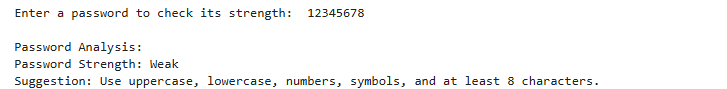 Enter a password to check its strength:  12345678
Password Analysis:
Password Strength: Weak
Suggestion: Use uppercase, lowercase, numbers, symbols, and at least 8 characters.